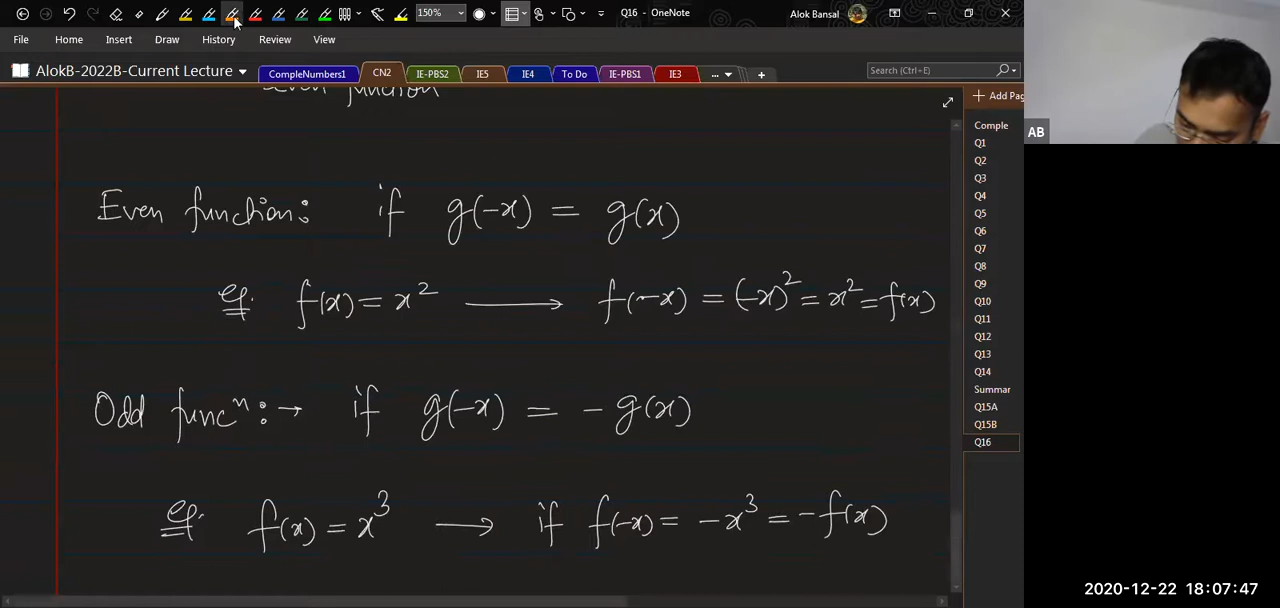 150%
Q16 - OneNote
Alok Bansal
File Home Insert Draw History Review View
AlokB-2022B-Current Lecture
CompleNumbers1 CN2 IE-PBS2 IE5 IE4 To Do IE-PBS1 IE3 ...
Search (Ctrl+E)
Even function
Even function: if g(-x) = g(x)
eg. f(x) = x² ⟶ f(-x) = (-x)² = x² = f(x)
Odd funcⁿ: → if g(-x) = - g(x)
eg. f(x) = x³ ⟶ if f(-x) = -x³ = -f(x)
Add Pag
Comple
Q1
Q2
Q3
Q4
Q5
Q6
Q7
Q8
Q9
Q10
Q11
Q12
Q13
Q14
Summar
Q15A
Q15B
Q16
AB
2020-12-22 18:07:47